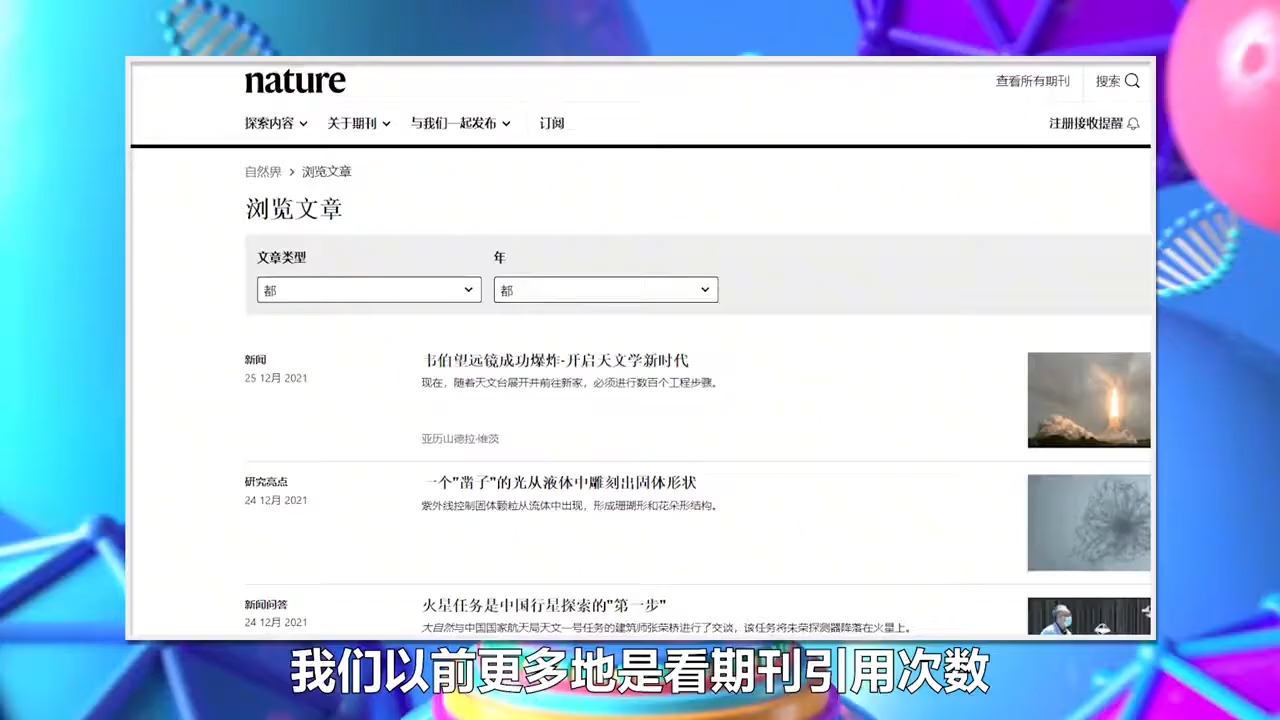 nature
查看所有期刊
搜索
探索内容
关于期刊
与我们一起发布
订阅
注册接收提醒
自然界 > 浏览文章
浏览文章
文章类型
年
都
都
新闻
25 12月 2021
韦伯望远镜成功爆炸-开启天文学新时代
现在，随着天文台展开并前往新家，必须进行数百个工程步骤。
亚历山德拉·维茨
研究亮点
24 12月 2021
一个"凿子"的光从液体中雕刻出固体形状
紫外线控制固体颗粒从流体中出现，形成珊瑚形和花朵形结构。
新闻问答
24 12月 2021
火星任务是中国行星探索的"第一步"
大自然与中国国家航天局天文一号任务的建筑师张荣桥进行了交谈，该任务将朱荣探测器降落在火星上。
我们以前更多地是看期刊引用次数